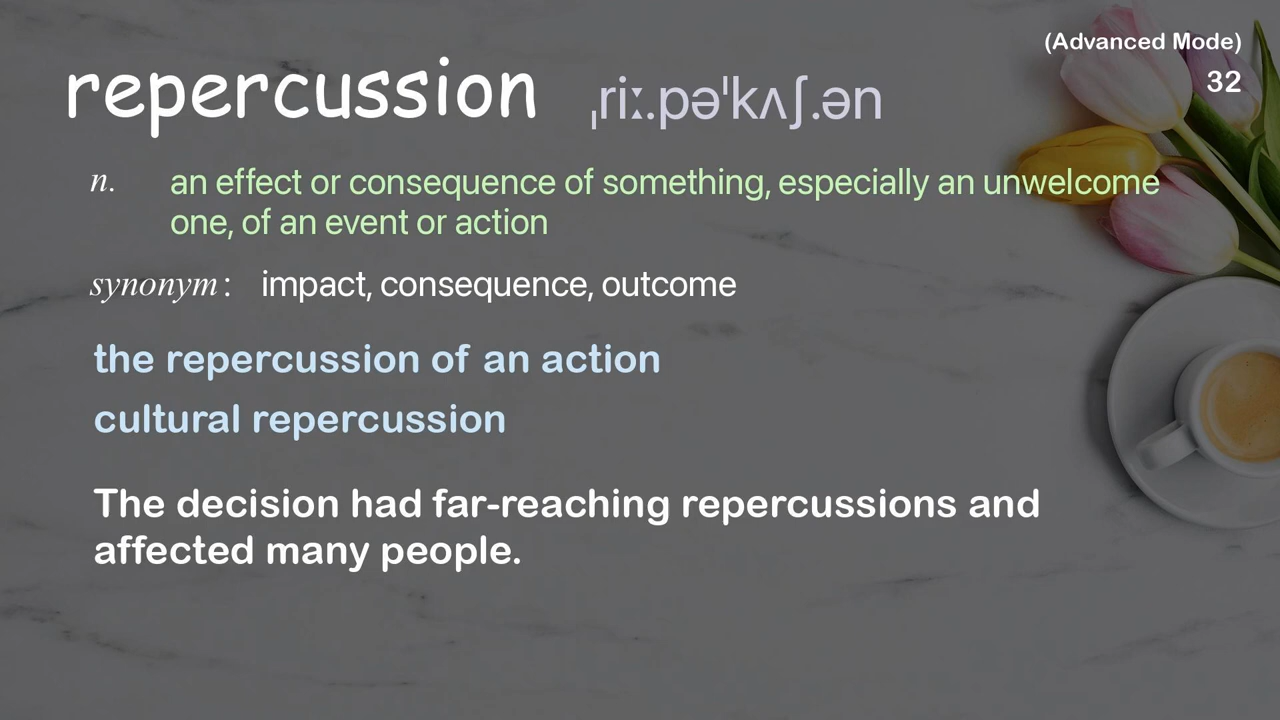 (Advanced Mode)
32
repercussion ˌriː.pəˈkʌʃ.ən
n. an effect or consequence of something, especially an unwelcome
one, of an event or action
synonym : impact, consequence, outcome
the repercussion of an action
cultural repercussion
The decision had far-reaching repercussions and
affected many people.